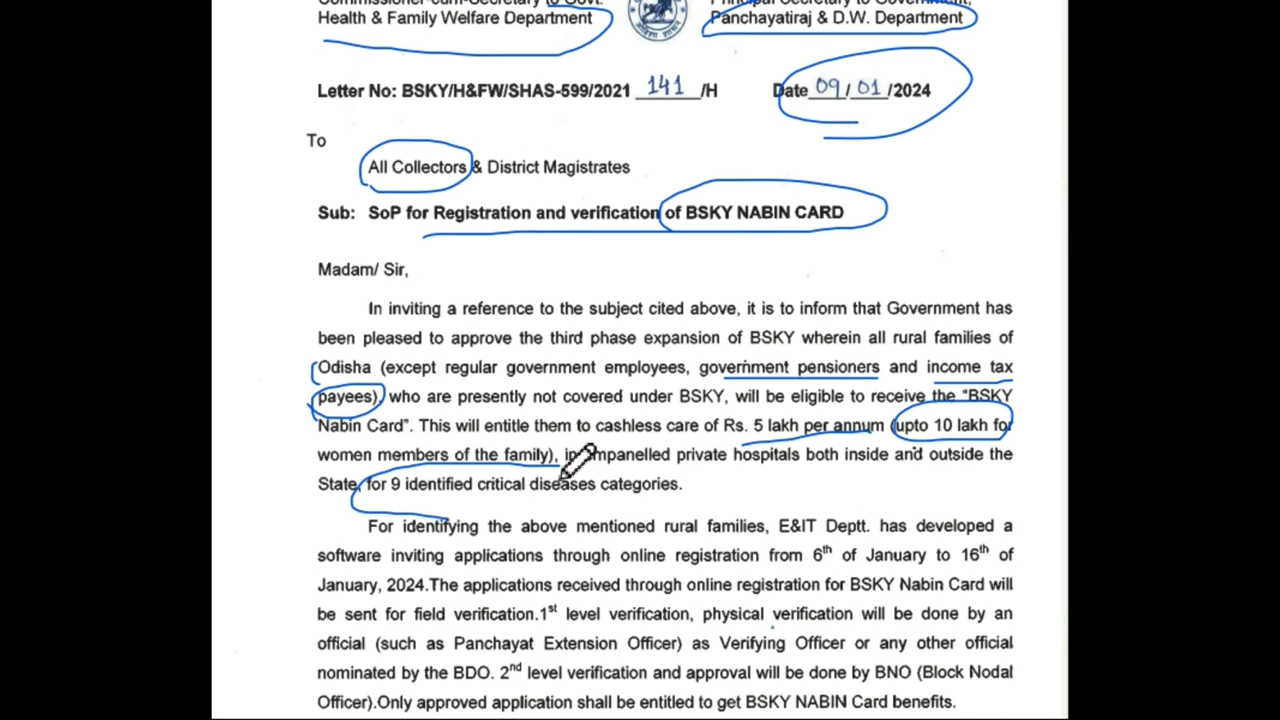 Commissioner-cum-Secretary to Govt.
Principal Secretary to Government,
Health & Family Welfare Department
Panchayatiraj & D.W. Department
Letter No: BSKY/H&FW/SHAS-599/2021 141 /H Date 09/01/2024
To
All Collectors & District Magistrates
Sub: SoP for Registration and verification of BSKY NABIN CARD
Madam/ Sir,
In inviting a reference to the subject cited above, it is to inform that Government has
been pleased to approve the third phase expansion of BSKY wherein all rural families of
Odisha (except regular government employees, government pensioners and income tax
payees), who are presently not covered under BSKY, will be eligible to receive the "BSKY
Nabin Card". This will entitle them to cashless care of Rs. 5 lakh per annum (upto 10 lakh for
women members of the family), in empanelled private hospitals both inside and outside the
State, for 9 identified critical diseases categories.
For identifying the above mentioned rural families, E&IT Deptt. has developed a
software inviting applications through online registration from 6th of January to 16th of
January, 2024.The applications received through online registration for BSKY Nabin Card will
be sent for field verification.1st level verification, physical verification will be done by an
official (such as Panchayat Extension Officer) as Verifying Officer or any other official
nominated by the BDO. 2nd level verification and approval will be done by BNO (Block Nodal
Officer).Only approved application shall be entitled to get BSKY NABIN Card benefits.